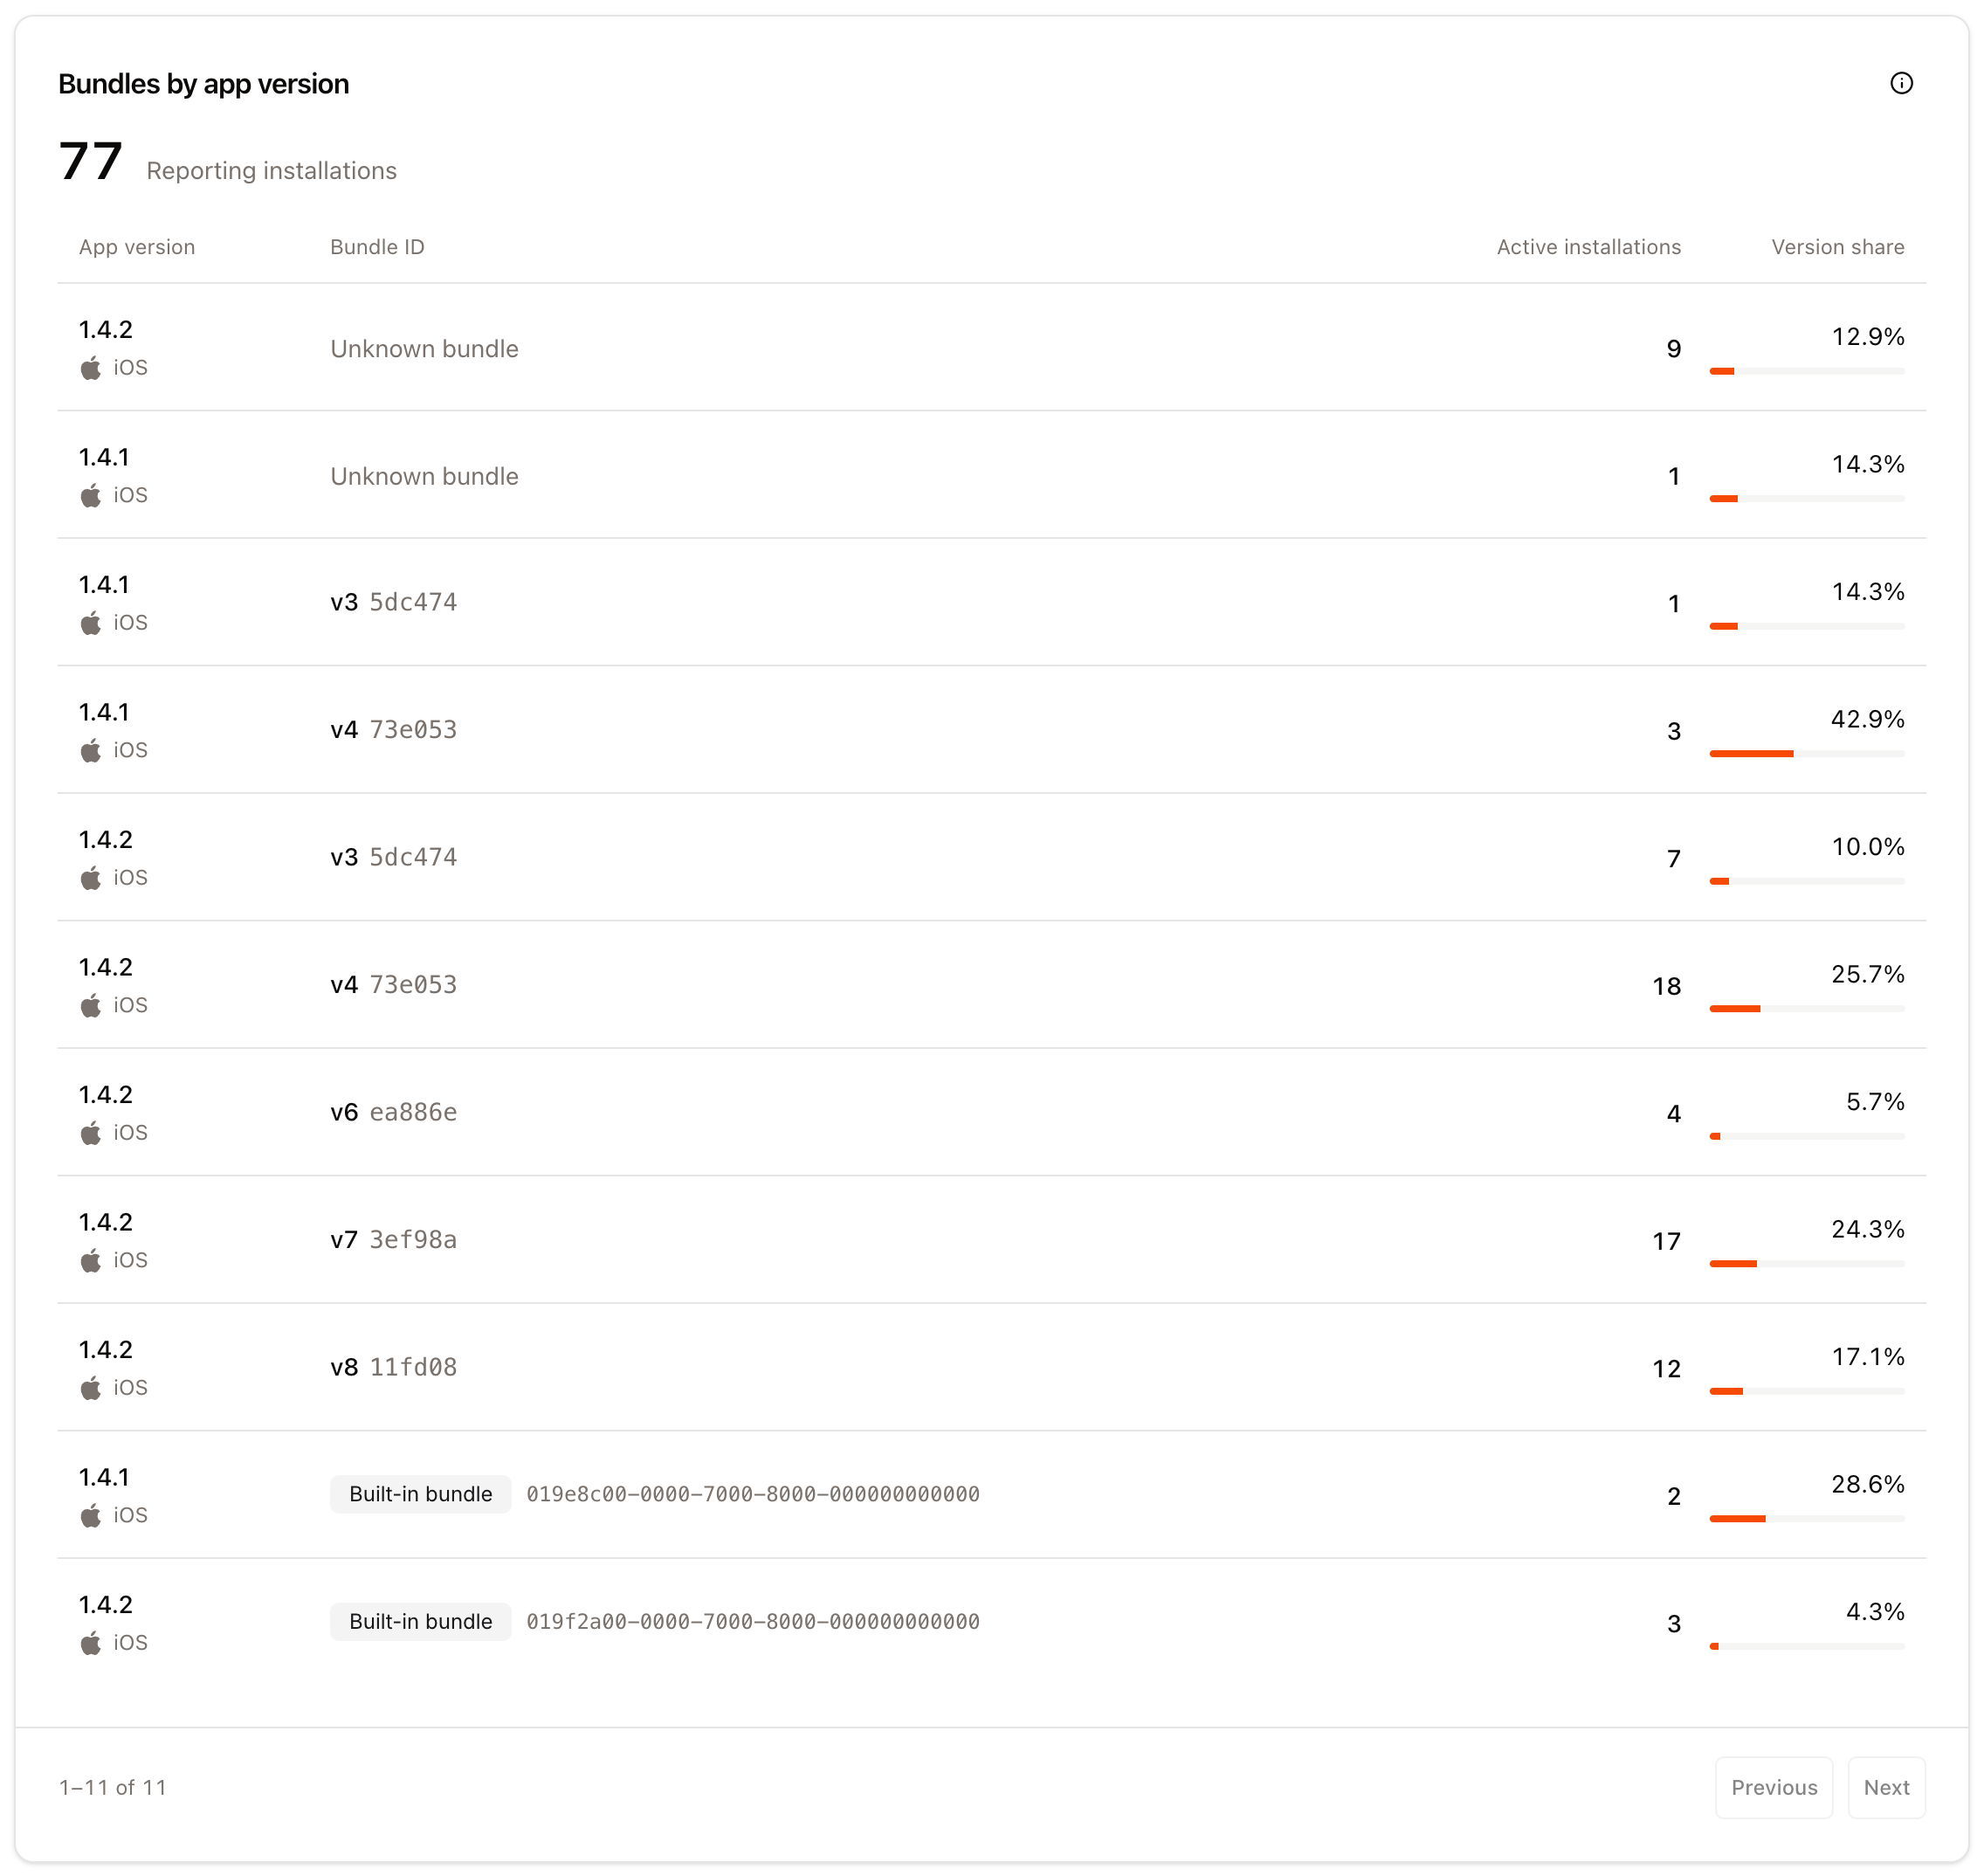 Bundles by app version
77 Reporting installations
App version Bundle ID Active installations Version share
1.4.2
iOS
Unknown bundle
9
12.9%
1.4.1
iOS
Unknown bundle
1
14.3%
1.4.1
iOS
v3 5dc474
1
14.3%
1.4.1
iOS
v4 73e053
3
42.9%
1.4.2
iOS
v3 5dc474
7
10.0%
1.4.2
iOS
v4 73e053
18
25.7%
1.4.2
iOS
v6 ea886e
4
5.7%
1.4.2
iOS
v7 3ef98a
17
24.3%
1.4.2
iOS
v8 11fd08
12
17.1%
1.4.1
iOS
Built-in bundle 019e8c00-0000-7000-8000-000000000000
2
28.6%
1.4.2
iOS
Built-in bundle 019f2a00-0000-7000-8000-000000000000
3
4.3%
1–11 of 11
Previous
Next